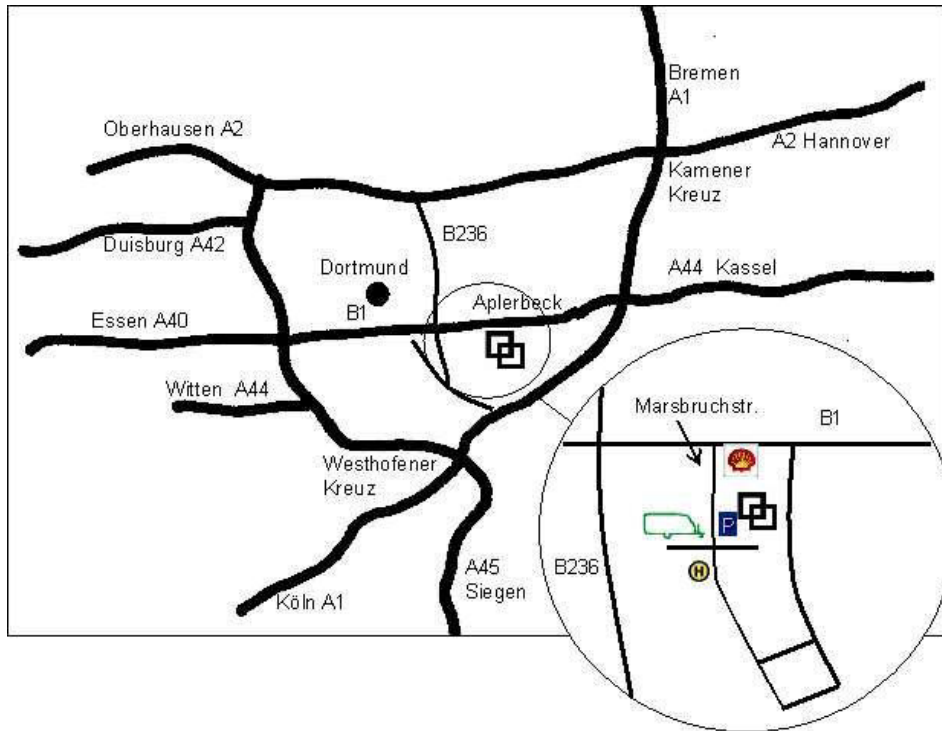 Bremen
A1
Oberhausen A2
A2 Hannover
Kamener
Kreuz
B236
Duisburg A42
Dortmund
A44 Kassel
Aplerbeck
B1
Essen A40
Witten A44
Marsbruchstr.
B1
Westhofener
Kreuz
P
B236
H
A45
Siegen
Köln A1